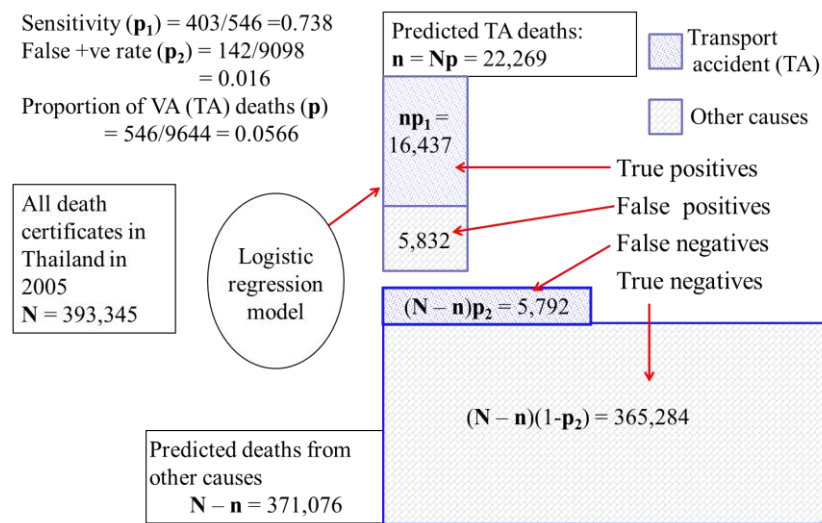 Sensitivity (p₁) = 403/546 =0.738
False +ve rate (p₂) = 142/9098
= 0.016
Proportion of VA (TA) deaths (p)
= 546/9644 = 0.0566
Predicted TA deaths:
n = Np = 22,269
Transport
accident (TA)
Other causes
np₁ =
16,437
True positives
False positives
5,832
False negatives
True negatives
All death
certificates in
Thailand in
2005
N = 393,345
Logistic
regression
model
(N – n)p₂ = 5,792
(N – n)(1-p₂) = 365,284
Predicted deaths from
other causes
N – n = 371,076